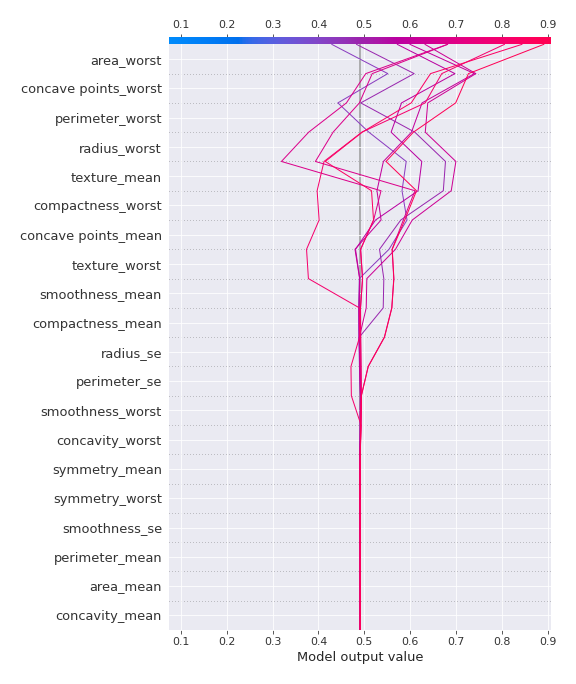 0.1 0.2 0.3 0.4 0.5 0.6 0.7 0.8 0.9
area_worst
concave points_worst
perimeter_worst
radius_worst
texture_mean
compactness_worst
concave points_mean
texture_worst
smoothness_mean
compactness_mean
radius_se
perimeter_se
smoothness_worst
concavity_worst
symmetry_mean
symmetry_worst
smoothness_se
perimeter_mean
area_mean
concavity_mean
0.1 0.2 0.3 0.4 0.5 0.6 0.7 0.8 0.9
Model output value